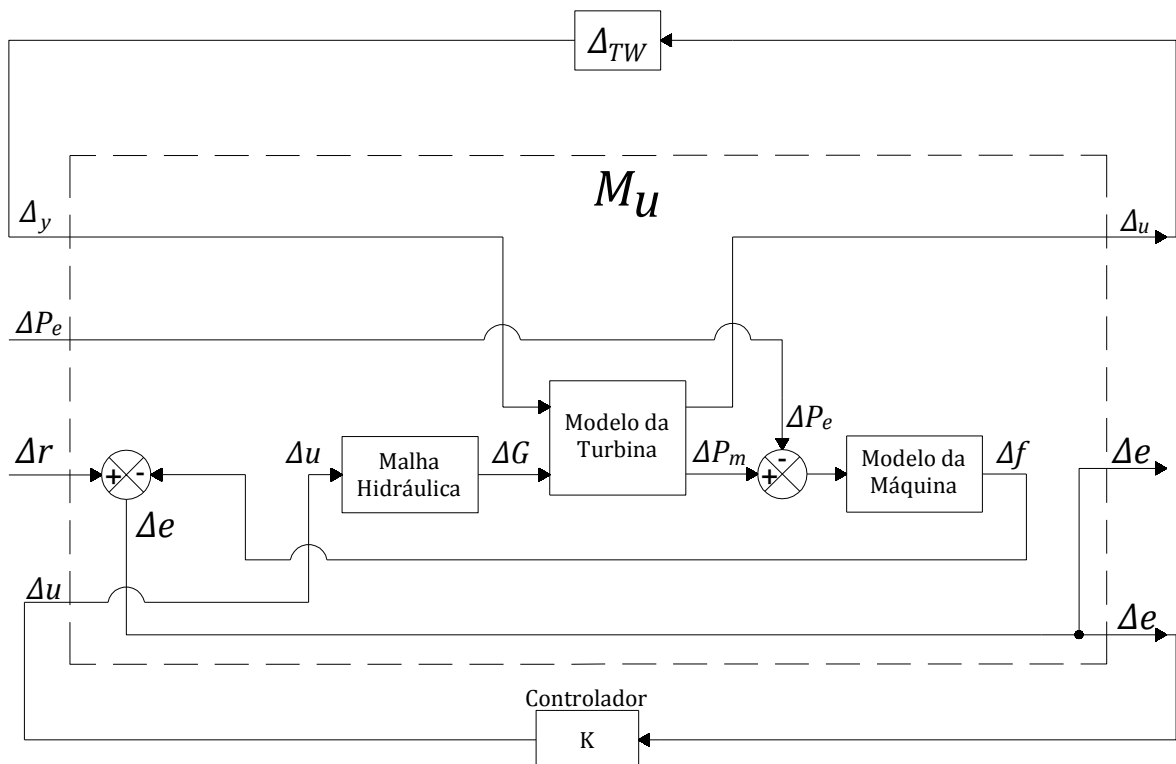 Δ_TW
M_u
Δ_y
Δ_u
ΔP_e
ΔP_e
Modelo da
Turbina
Δr
+
-
Δu
Malha
Hidráulica
ΔG
ΔP_m
-
+
Modelo da
Máquina
Δf
Δe
Δe
Δu
Δe
Controlador
K